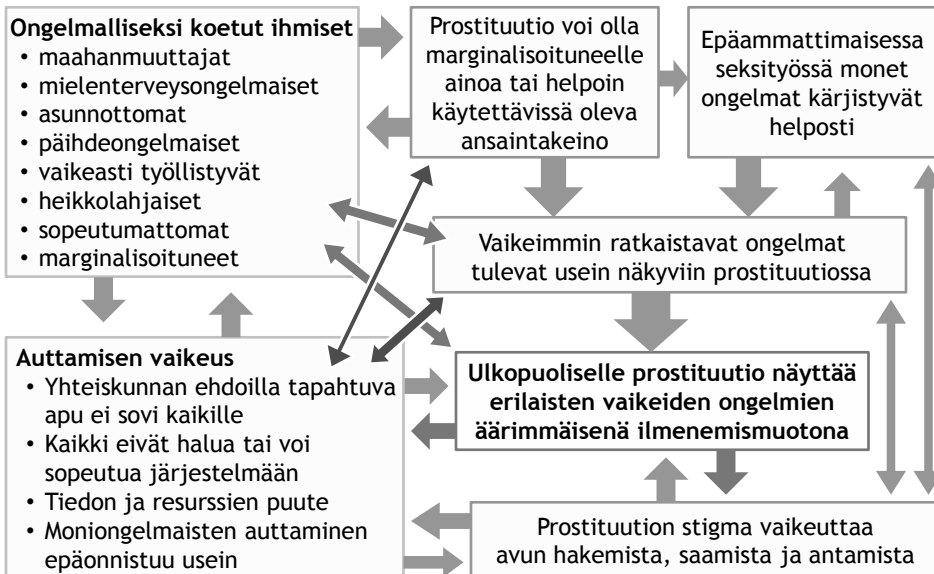 Ongelmalliseksi koetut ihmiset
• maahanmuuttajat
• mielenterveysongelmaiset
• asunnottomat
• päihdeongelmaiset
• vaikeasti työllistyvät
• heikkolahjaiset
• sopeutumattomat
• marginalisoituneet
Prostituutio voi olla
marginalisoituneelle
ainoa tai helpoin
käytettävissä oleva
ansaintakeino
Epäammattimaisessa
seksityössä monet
ongelmat kärjistyvät
helposti
Vaikeimmin ratkaistavat ongelmat
tulevat usein näkyviin prostituutiossa
Auttamisen vaikeus
• Yhteiskunnan ehdoilla tapahtuva
apu ei sovi kaikille
• Kaikki eivät halua tai voi
sopeutua järjestelmään
• Tiedon ja resurssien puute
• Moniongelmaisten auttaminen
epäonnistuu usein
Ulkopuoliselle prostituutio näyttää
erilaisten vaikeiden ongelmien
äärimmäisenä ilmenemismuotona
Prostituution stigma vaikeuttaa
avun hakemista, saamista ja antamista